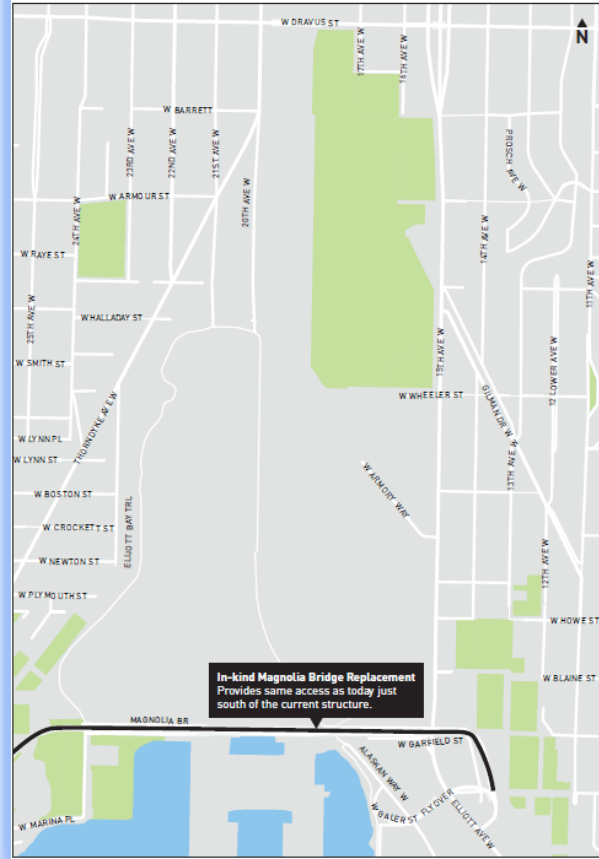 W DRAVUS ST
N
17TH AVE W
16TH AVE W
W BARRETT
23RD AVE W
22ND AVE W
21ST AVE W
20TH AVE W
PROSCH AVE W
W ARMOUR ST
24TH AVE W
14TH AVE W
W RAYE ST
11TH AVE W
25TH AVE W
W HALLADAY ST
15TH AVE W
12 LOWER AVE W
W SMITH ST
W WHEELER ST
GILMAN DR W
THORNDYKE AVE W
W LYNN PL
13TH AVE W
W LYNN ST
W ARMORY WAY
W BOSTON ST
ELLIOTT BAY TRL
W CROCKETT ST
W NEWTON ST
12TH AVE W
W PLYMOUTH ST
W HOWE ST
In-kind Magnolia Bridge Replacement
Provides same access as today just
south of the current structure.
W BLAINE ST
MAGNOLIA BR
W GARFIELD ST
ALASKAN WAY W
W GALER ST FLYOVER
ELLIOTT AVE W
W MARINA PL